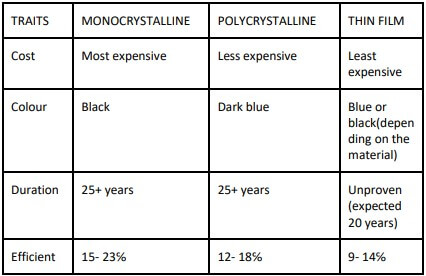 TRAITS MONOCRYSTALLINE POLYCRYSTALLINE THIN FILM
Cost Most expensive Less expensive Least
expensive
Colour Black Dark blue Blue or
black(depen
ding on the
material)
Duration 25+ years 25+ years Unproven
(expected
20 years)
Efficient 15- 23% 12- 18% 9- 14%